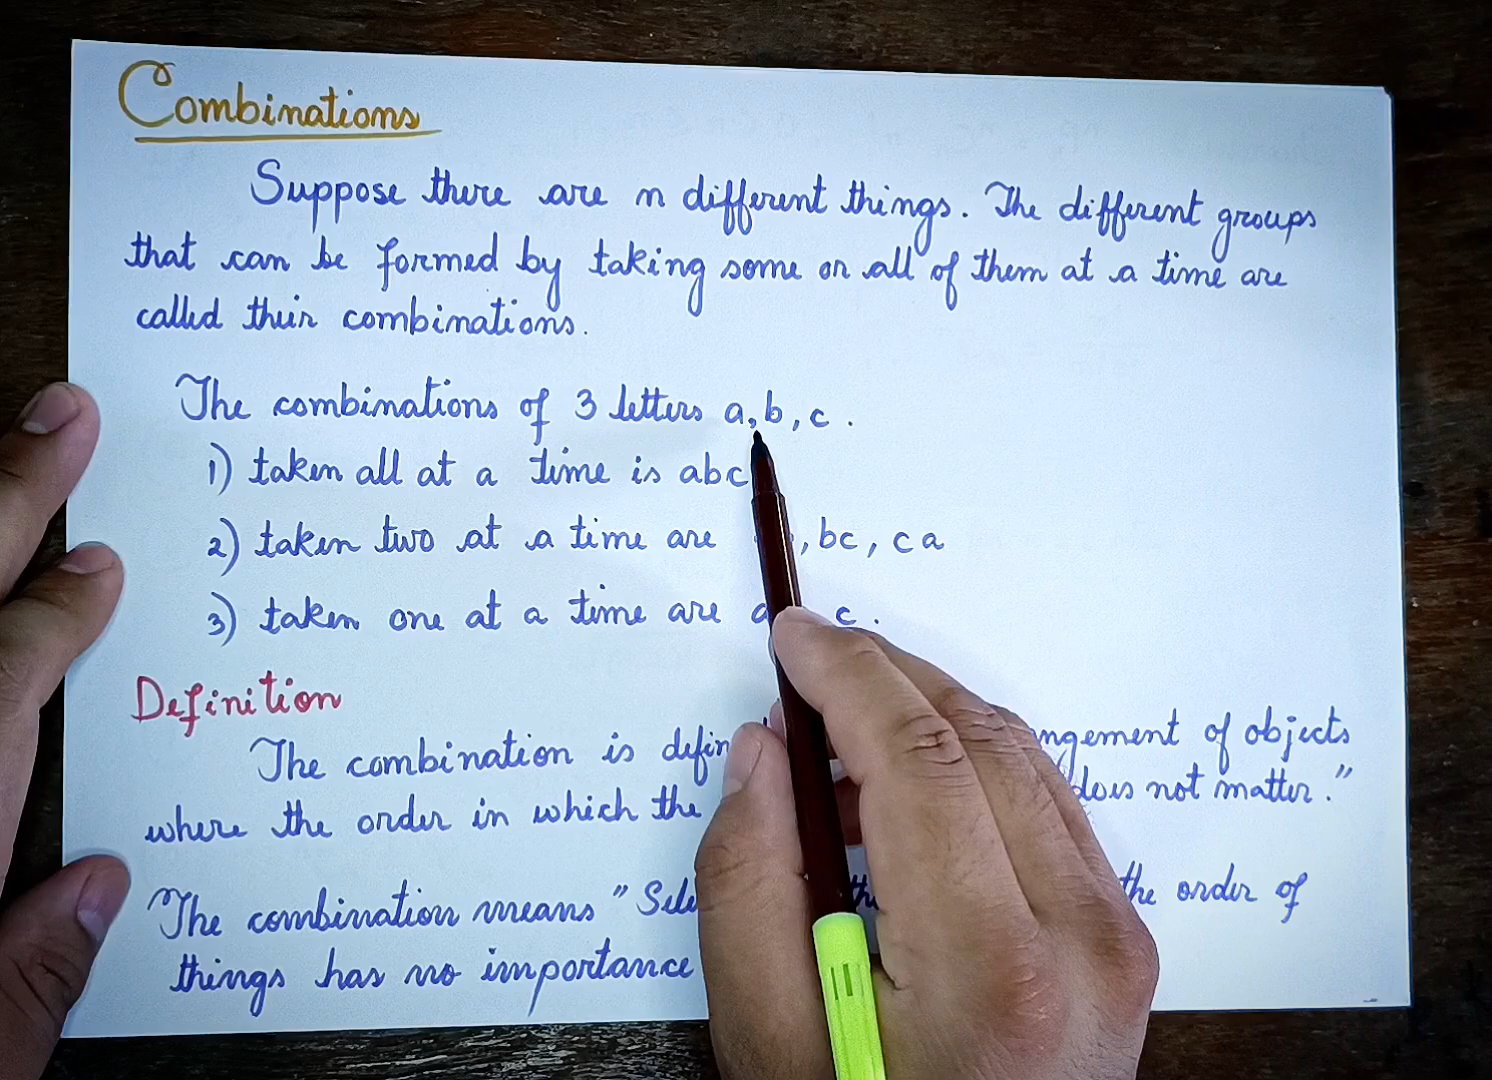 Combinations
Suppose there are n different things. The different groups
that can be formed by taking some or all of them at a time are
called their combinations.
The combinations of 3 letters a, b, c.
1) taken all at a time is abc
2) taken two at a time are , bc, ca
3) taken one at a time are a c.
Definition
The combination is of objects
where the order in which the does not matter."
The combination means " the order of
things has no importance